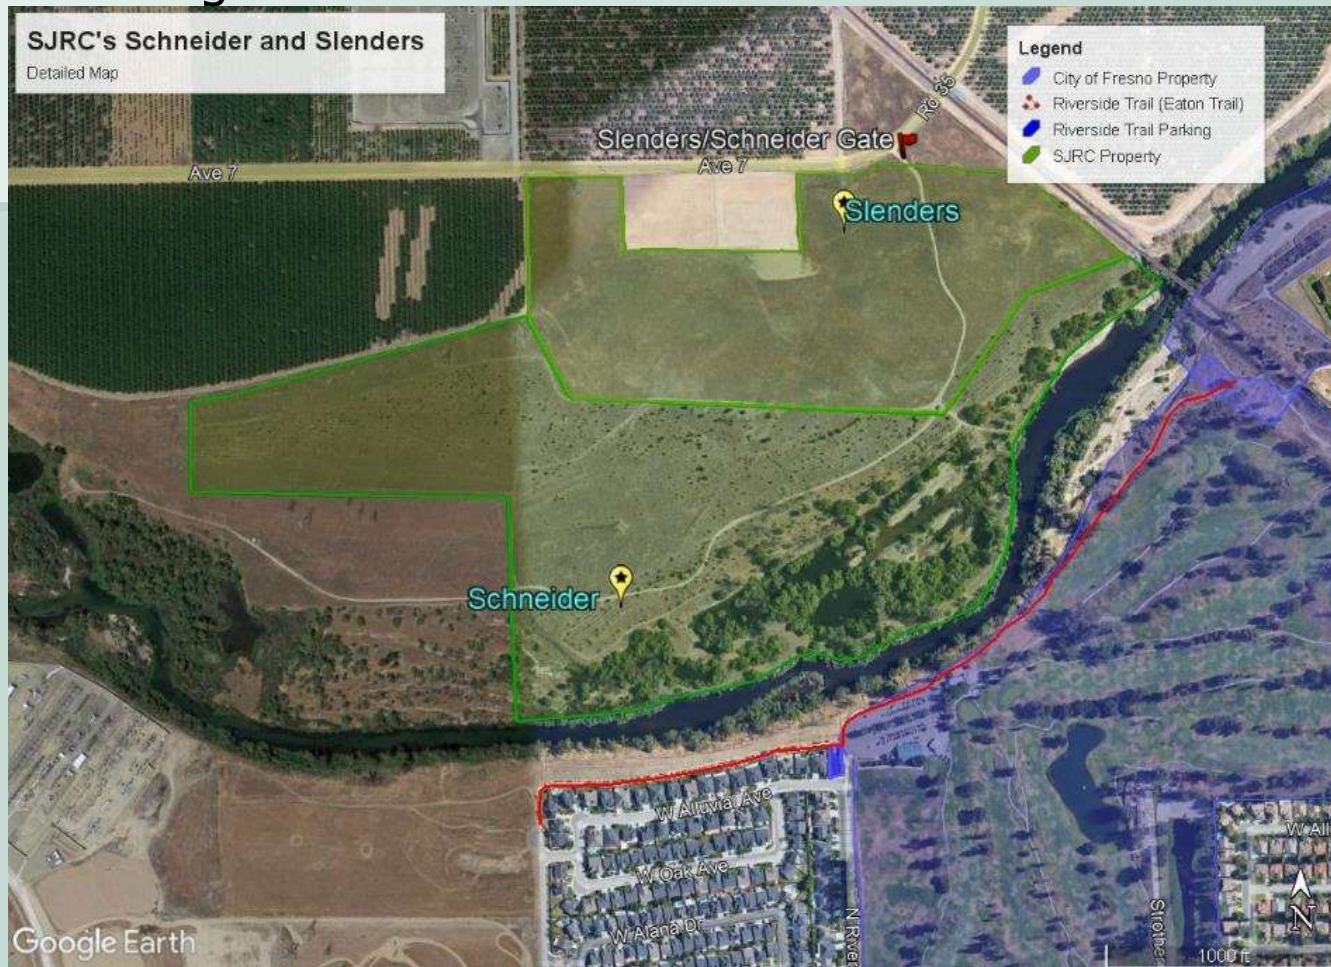 SJRC's Schneider and Slenders
Detailed Map
Legend
City of Fresno Property
Riverside Trail (Eaton Trail)
Riverside Trail Parking
SJRC Property
Rd 35
Slenders/Schneider Gate
Ave 7
Ave 7
Slenders
Schneider
W Alluvial Ave
W All
W Oak Ave
W Alana Dr
N River
Strothe
N
Google Earth
1000 ft